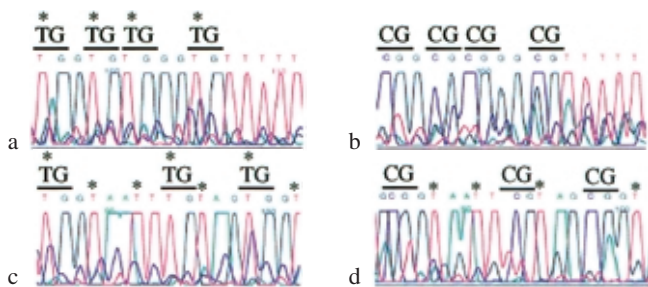 * * * *
TG TG TG TG
T G G T G T G G G T G T T T T T
a
CG CG CG CG
C G G C G C G G G C G T T T T T
b
* * * * * *
TG TG TG
T G G T A A T T T G T A G T G G T
c
* * *
CG CG CG
G C G G T A A T T C G T A G C G G T
d